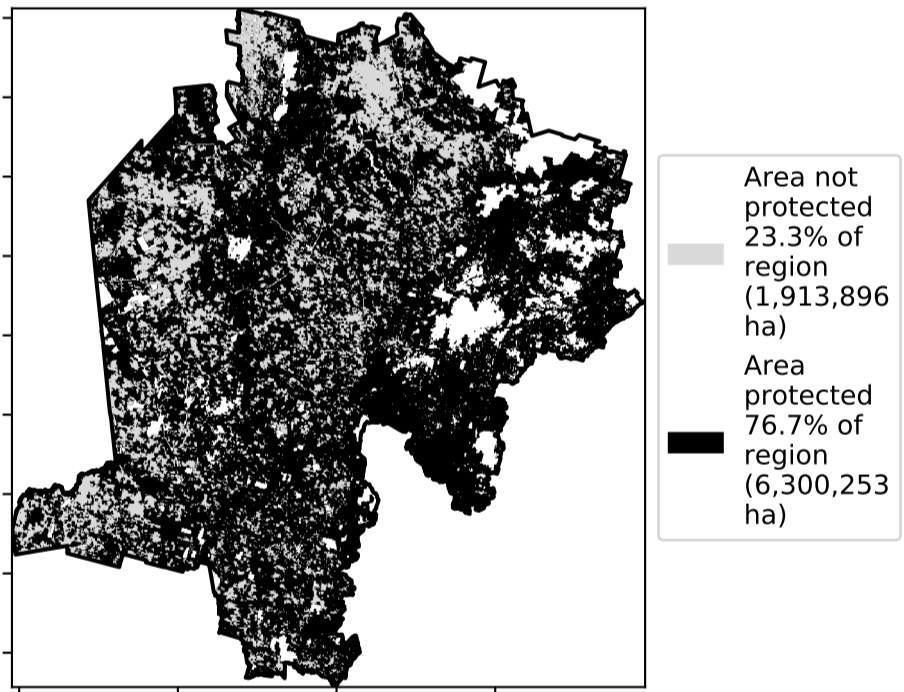 Area not
protected
23.3% of
region
(1,913,896
ha)
Area
protected
76.7% of
region
(6,300,253
ha)